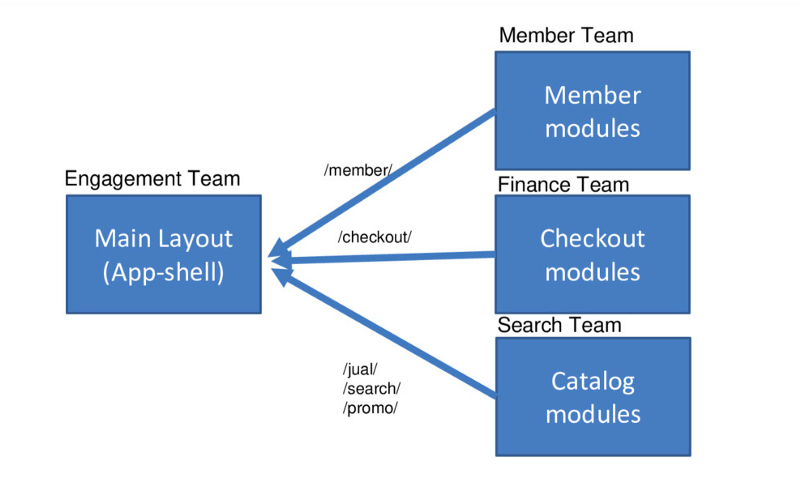 Member Team
Member
modules
/member/
Engagement Team
Main Layout
(App-shell)
Finance Team
/checkout/
Checkout
modules
Search Team
/jual/
/search/
/promo/
Catalog
modules